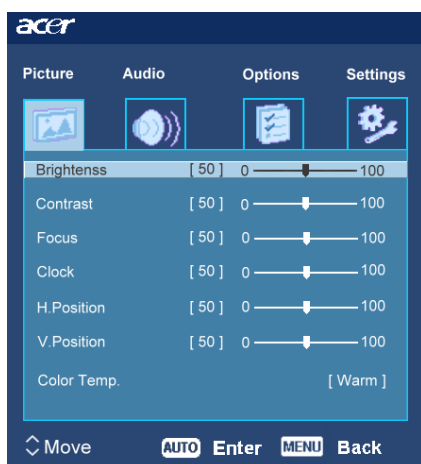 acer
Picture Audio Options Settings
Brightenss [ 50 ] 0 100
Contrast [ 50 ] 0 100
Focus [ 50 ] 0 100
Clock [ 50 ] 0 100
H.Position [ 50 ] 0 100
V.Position [ 50 ] 0 100
Color Temp. [ Warm ]
Move AUTO Enter MENU Back